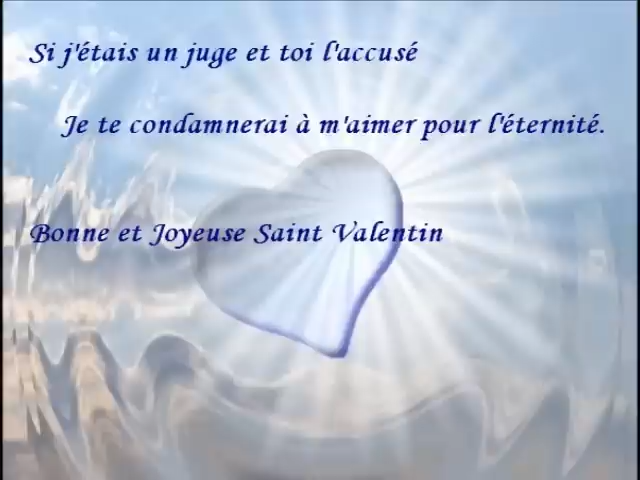 Si j'étais un juge et toi l'accusé
Je te condamnerai à m'aimer pour l'éternité.
Bonne et Joyeuse Saint Valentin